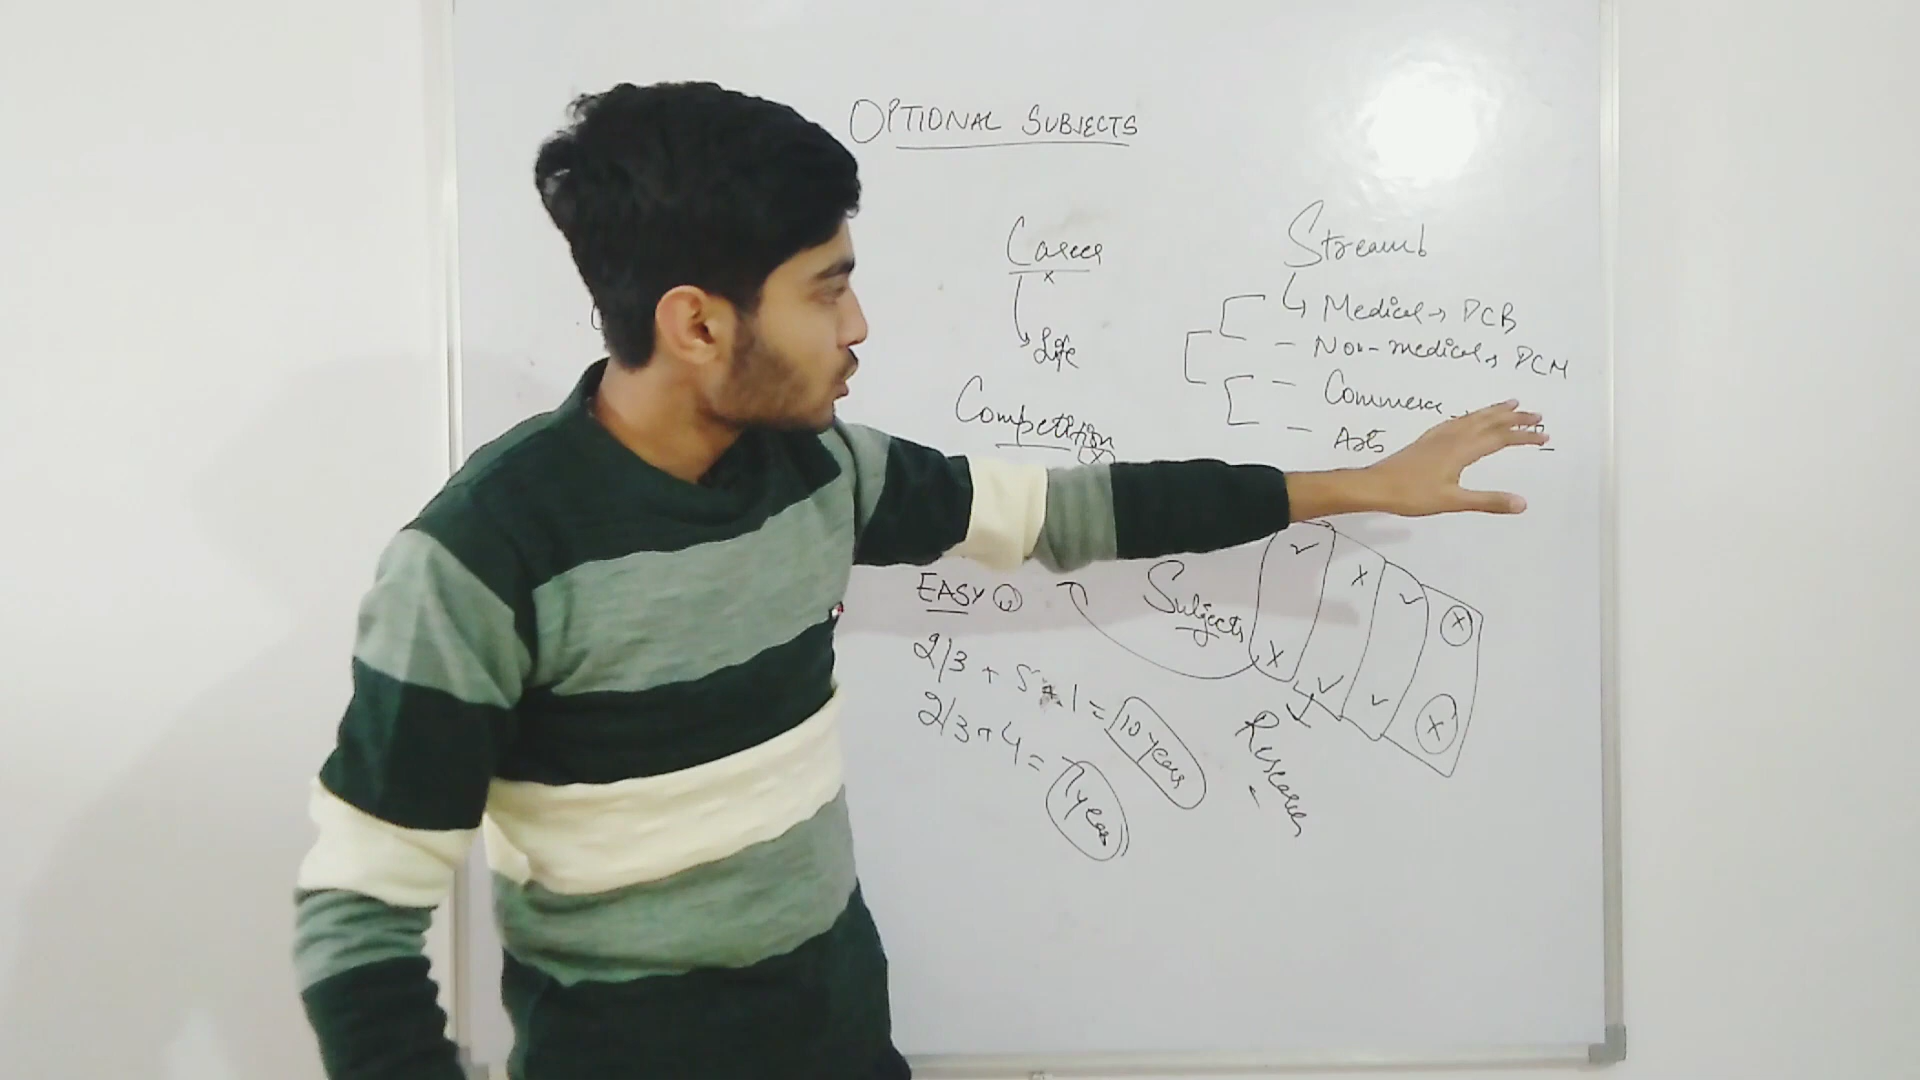 OPTIONAL SUBJECTS
Career
x
Life
Competition
x
Streams
Medical → PCB
- Non-medical → PCM
- Commerce
- Arts
EASY
Subjects
✓ x ✓ x
x ✓ ✓ x
2/3 + 5 + 1 = 10 years
2/3 + 4 = 7 years
Research